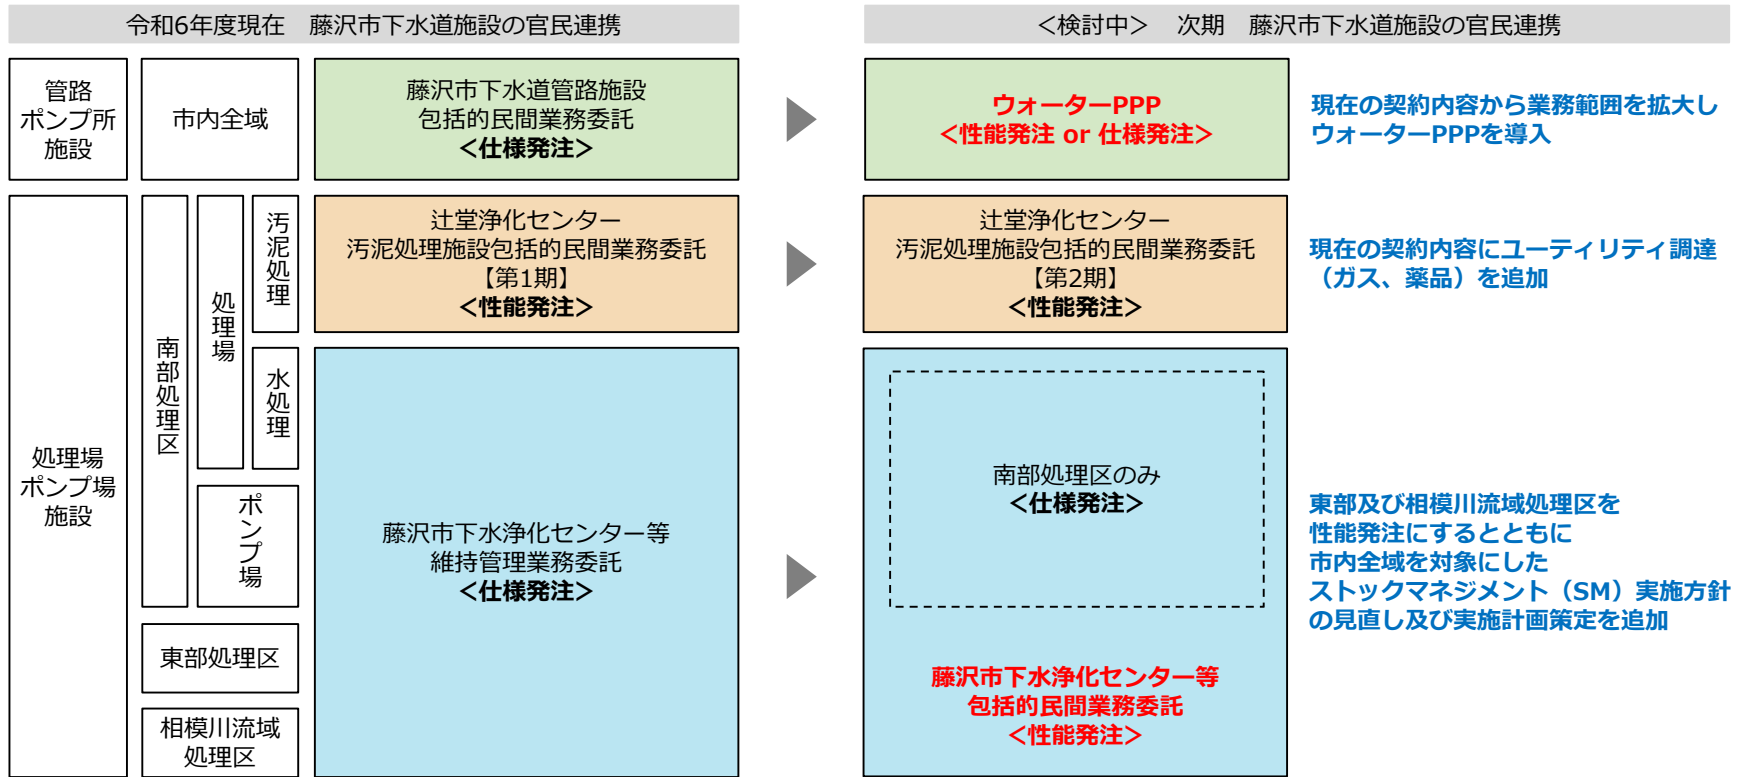 令和6年度現在　藤沢市下水道施設の官民連携
＜検討中＞　次期　藤沢市下水道施設の官民連携
管路
ポンプ所
施設
市内全域
藤沢市下水道管路施設
包括的民間業務委託
＜仕様発注＞
ウォーターPPP
＜性能発注 or 仕様発注＞
現在の契約内容から業務範囲を拡大し
ウォーターPPPを導入
処理場
ポンプ場
施設
南部処理区
処理場
汚泥処理
辻堂浄化センター
汚泥処理施設包括的民間業務委託
【第1期】
＜性能発注＞
辻堂浄化センター
汚泥処理施設包括的民間業務委託
【第2期】
＜性能発注＞
現在の契約内容にユーティリティ調達
（ガス、薬品）を追加
水処理
ポンプ場
東部処理区
相模川流域
処理区
藤沢市下水浄化センター等
維持管理業務委託
＜仕様発注＞
南部処理区のみ
＜仕様発注＞
藤沢市下水浄化センター等
包括的民間業務委託
＜性能発注＞
東部及び相模川流域処理区を
性能発注にするとともに
市内全域を対象にした
ストックマネジメント（SM）実施方針
の見直し及び実施計画策定を追加